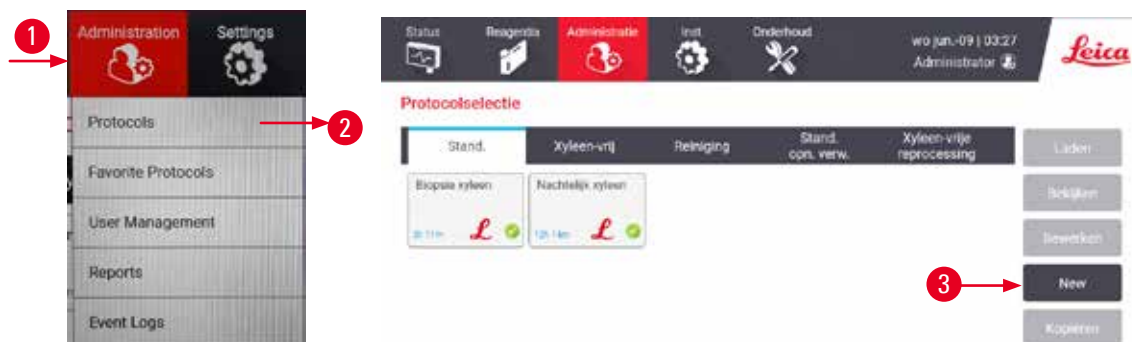 1
Administration
Settings
Protocols
2
Favorite Protocols
User Management
Reports
Event Logs
Status
Reagentia
Administratie
Inst.
Onderhoud
wo jun.-09 | 03:27
Administrator
Leica
Protocolselectie
Stand.
Xyleen-vrij
Reiniging
Stand.
opn. verw.
Xyleen-vrije
reprocessing
Laden
Biopsie xyleen
Nachtelijk xyleen
Bekijken
12h 14m
Bewerken
3
New
Kopiëren